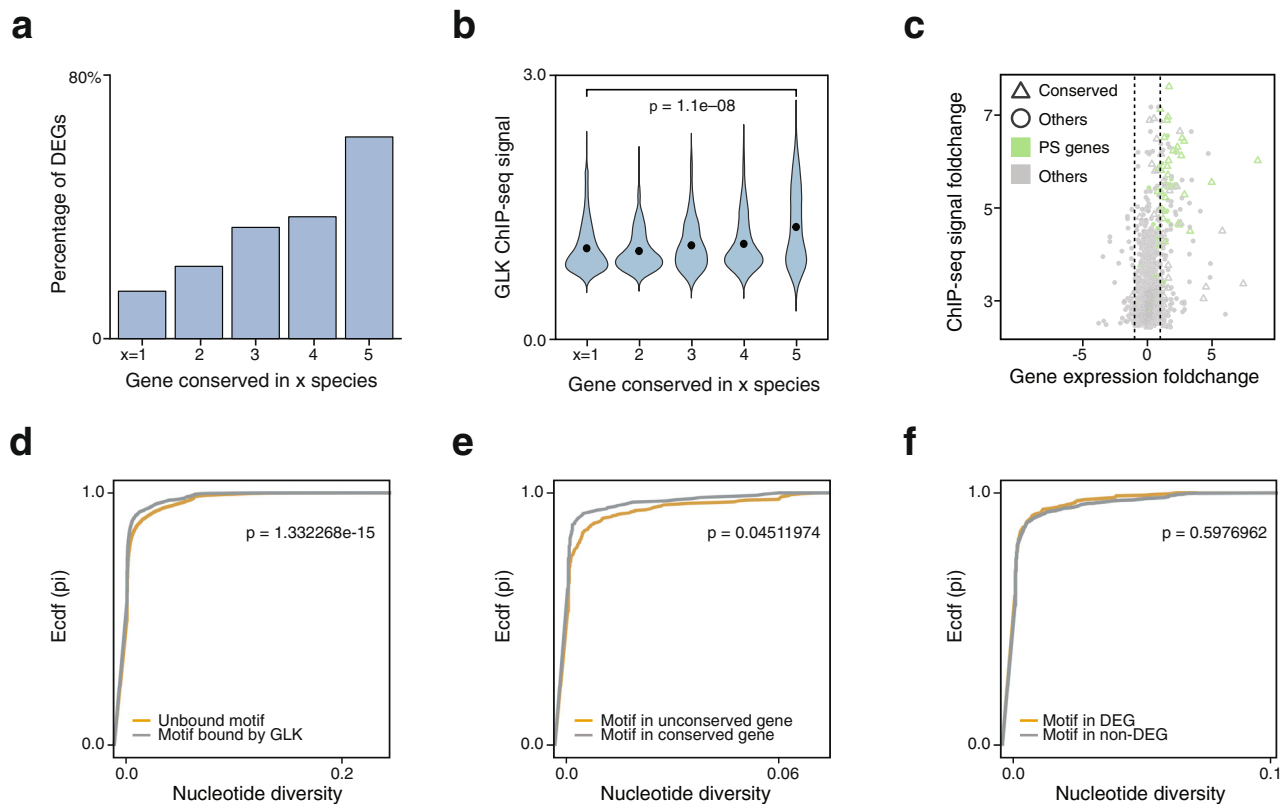 a
80%
Percentage of DEGs
0
x=1 2 3 4 5
Gene conserved in x species
b
3.0
p = 1.1e–08
GLK ChIP-seq signal
0.0
x=1 2 3 4 5
Gene conserved in x species
c
Conserved
Others
PS genes
Others
ChIP-seq signal foldchange
7
5
3
-5 0 5
Gene expression foldchange
d
1.0
p = 1.332268e-15
Ecdf (pi)
Unbound motif
Motif bound by GLK
0.0
0.0 0.2
Nucleotide diversity
e
1.0
p = 0.04511974
Ecdf (pi)
Motif in unconserved gene
Motif in conserved gene
0.0
0.0 0.06
Nucleotide diversity
f
1.0
p = 0.5976962
Ecdf (pi)
Motif in DEG
Motif in non-DEG
0.0
0.0 0.1
Nucleotide diversity